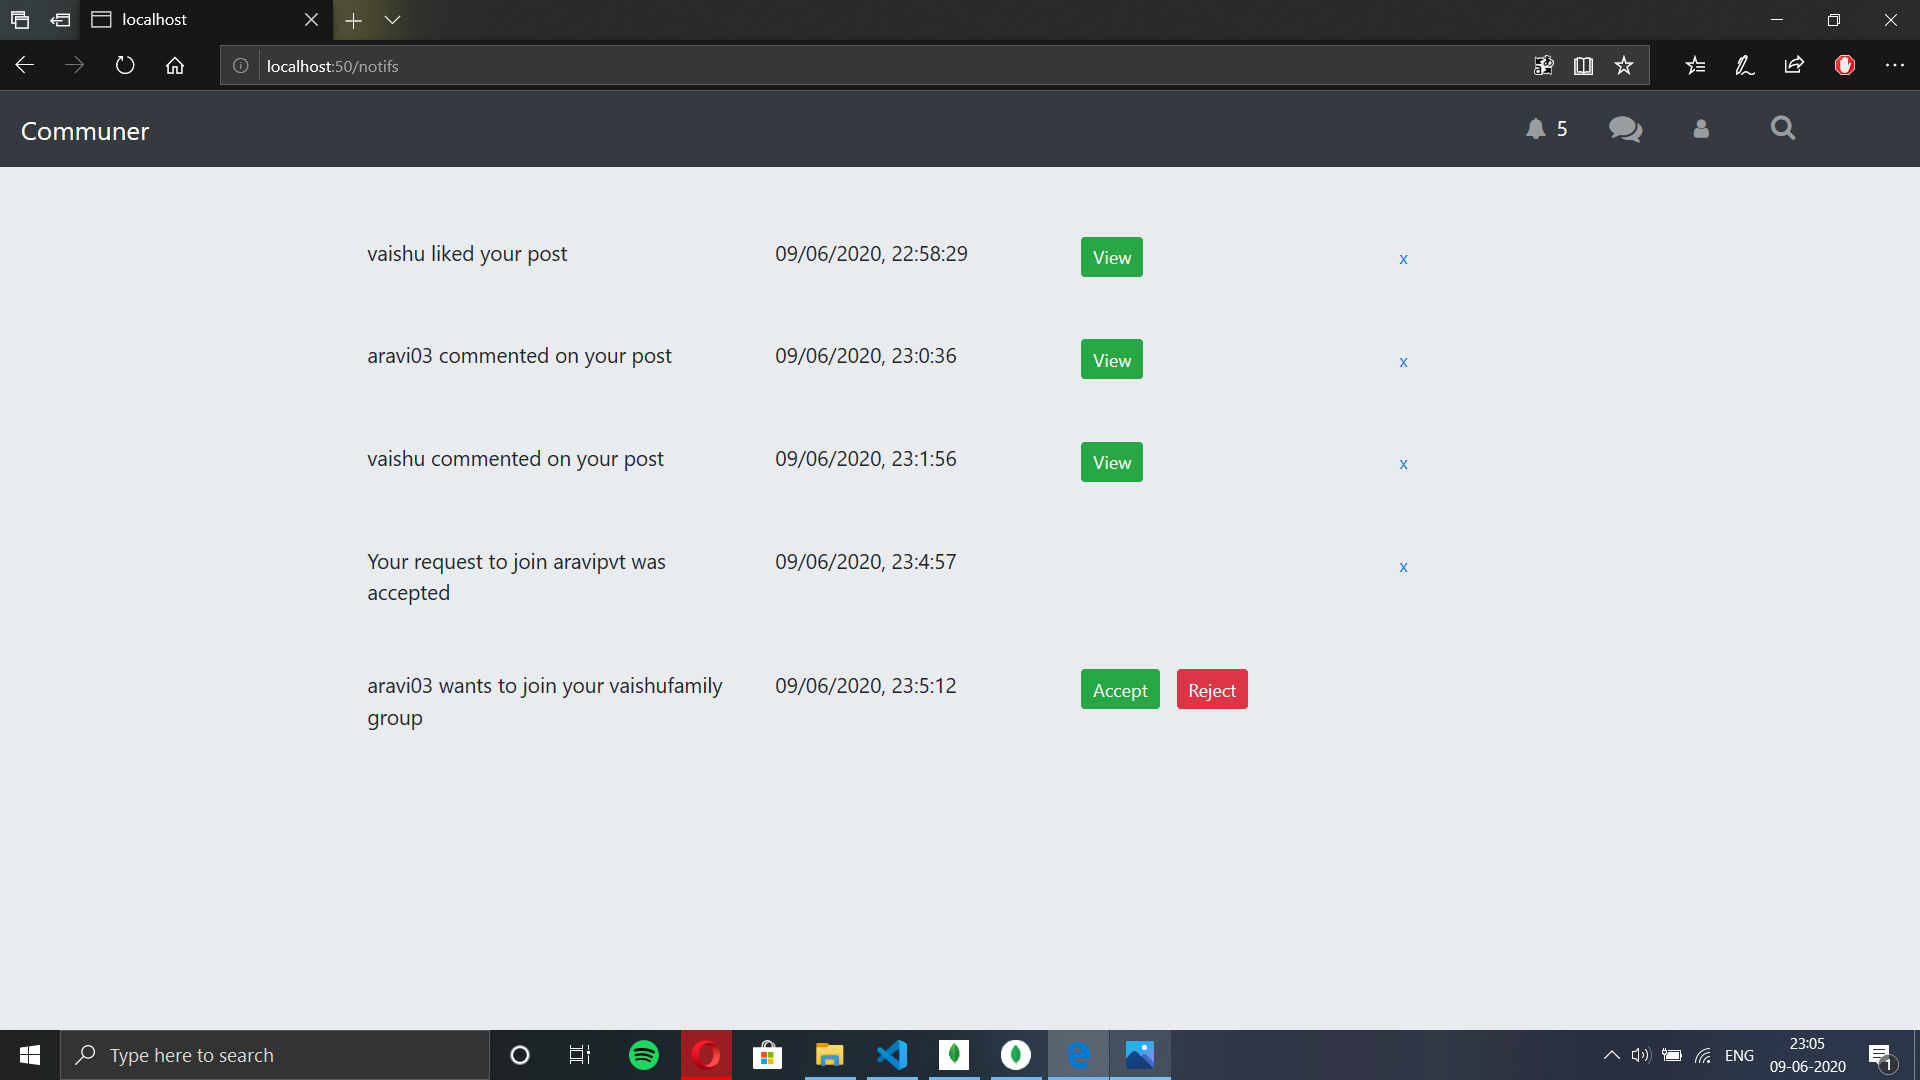 localhost
localhost:50/notifs
Communer
5
vaishu liked your post 09/06/2020, 22:58:29 View x
aravi03 commented on your post 09/06/2020, 23:0:36 View x
vaishu commented on your post 09/06/2020, 23:1:56 View x
Your request to join aravipvt was 09/06/2020, 23:4:57 x
accepted
aravi03 wants to join your vaishufamily 09/06/2020, 23:5:12 Accept Reject
group
Type here to search
ENG
23:05
09-06-2020
1